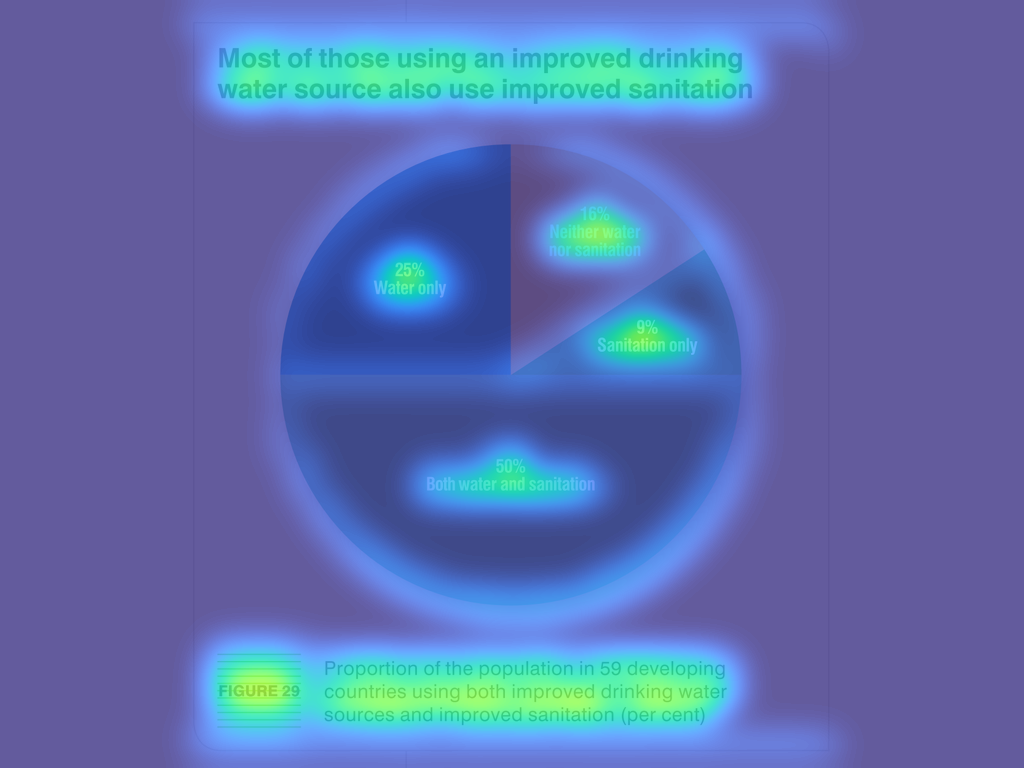 Most of those using an improved drinking
water source also use improved sanitation
16%
Neither water
nor sanitation
25%
Water only
9%
Sanitation only
50%
Both water and sanitation
FIGURE 29
Proportion of the population in 59 developing
countries using both improved drinking water
sources and improved sanitation (per cent)